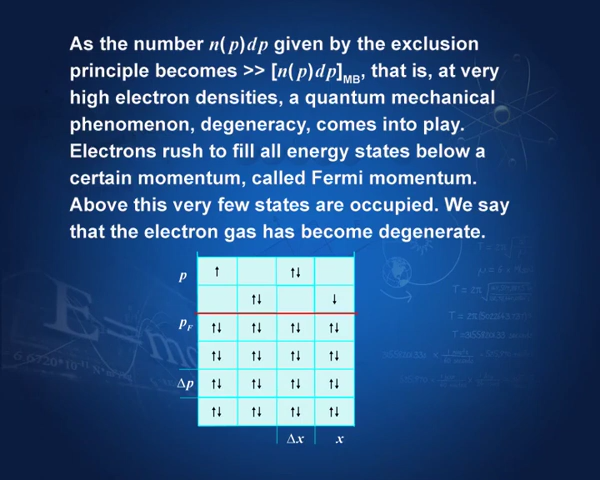 As the number n(p)dp given by the exclusion
principle becomes >> [n(p)dp]MB, that is, at very
high electron densities, a quantum mechanical
phenomenon, degeneracy, comes into play.
Electrons rush to fill all energy states below a
certain momentum, called Fermi momentum.
Above this very few states are occupied. We say
that the electron gas has become degenerate.
p ↑ ↑↓
↑↓ ↓
pF ↑↓ ↑↓ ↑↓ ↑↓
↑↓ ↑↓ ↑↓ ↑↓
Δp ↑↓ ↑↓ ↑↓ ↑↓
↑↓ ↑↓ ↑↓ ↑↓
Δx x
E=mc